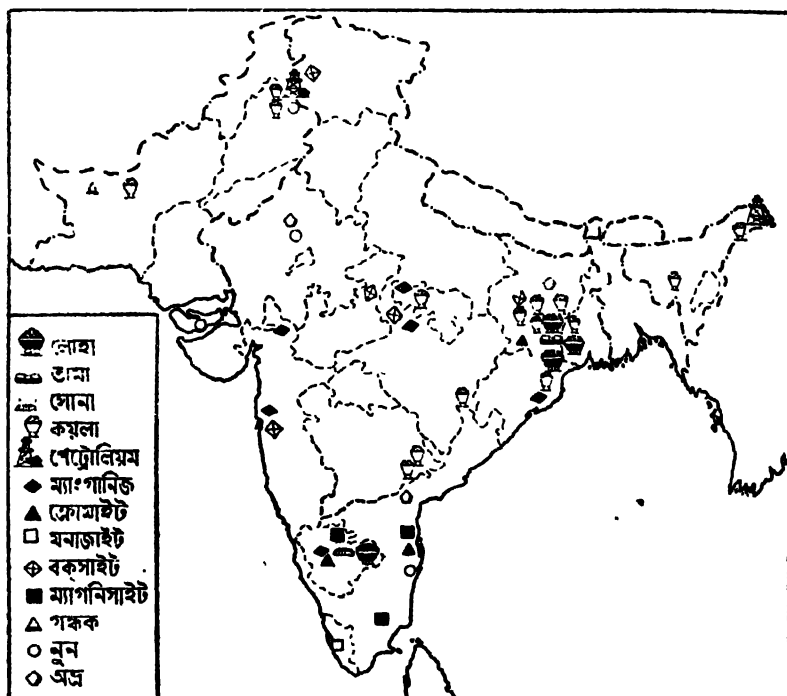 লোহা
তামা
সোনা
কয়লা
পেট্রোলিয়ম
ম্যাংগানিজ
ক্রোমাইট
মনাজাইট
বক্সাইট
ম্যাগনিসাইট
গন্ধক
নুন
অভ্র